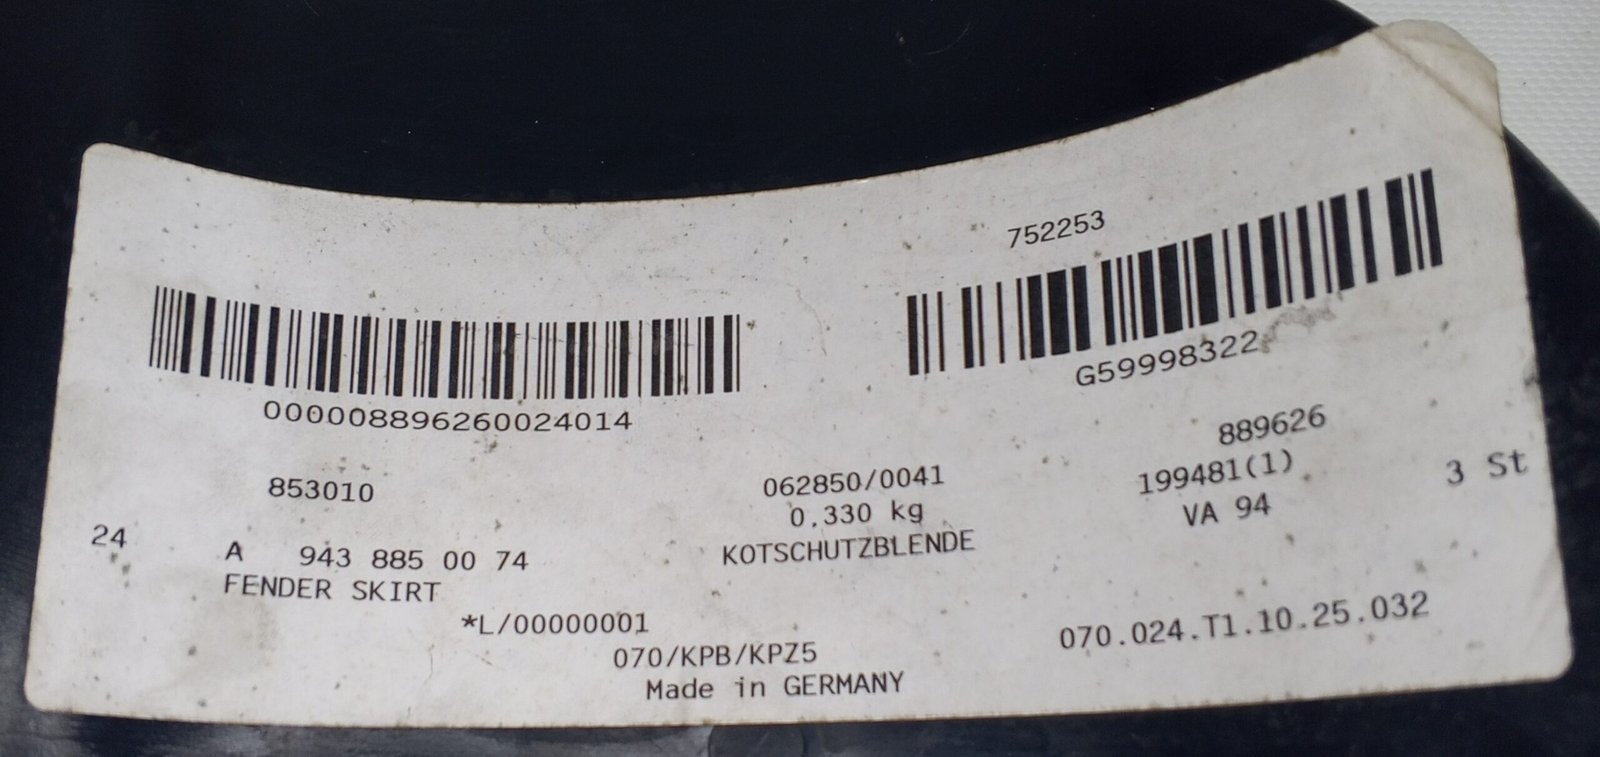 752253
G59998322
000008896260024014
889626
853010 062850/0041 199481(1) 3 St
0,330 kg VA 94
24 A 943 885 00 74 KOTSCHUTZBLENDE
FENDER SKIRT
*L/00000001 070.024.T1.10.25.032
070/KPB/KPZ5
Made in GERMANY